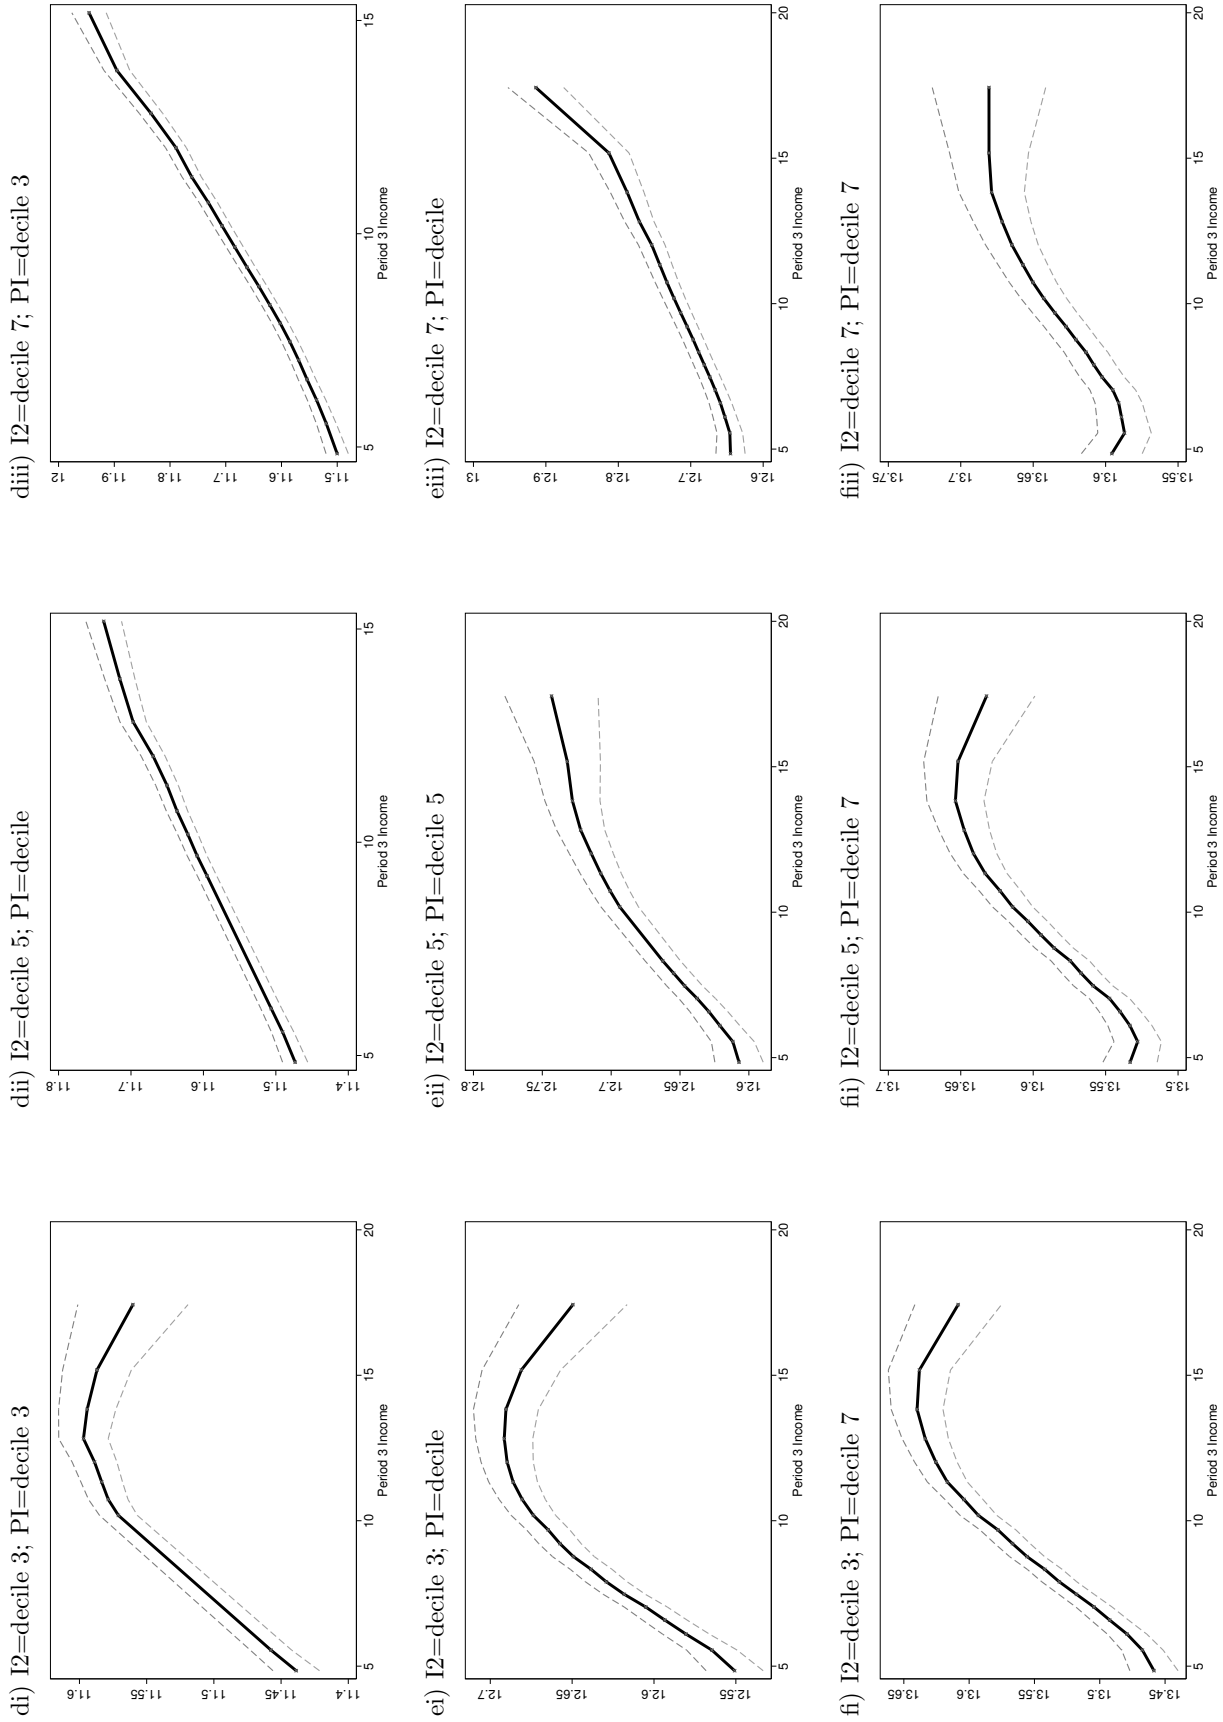 di) I2=decile 3; PI=decile 3
11.6
11.55
11.5
11.45
11.4
5 10 15 20
Period 3 Income
dii) I2=decile 5; PI=decile
11.8
11.7
11.6
11.5
11.4
5 10 15
Period 3 Income
diii) I2=decile 7; PI=decile 3
12
11.9
11.8
11.7
11.6
11.5
5 10 15
Period 3 Income
ei) I2=decile 3; PI=decile
12.7
12.65
12.6
12.55
5 10 15 20
Period 3 Income
eii) I2=decile 5; PI=decile 5
12.8
12.75
12.7
12.65
12.6
5 10 15 20
Period 3 Income
eiii) I2=decile 7; PI=decile
13
12.9
12.8
12.7
12.6
5 10 15 20
Period 3 Income
fi) I2=decile 3; PI=decile 7
13.65
13.6
13.55
13.5
13.45
5 10 15 20
Period 3 Income
fii) I2=decile 5; PI=decile 7
13.7
13.65
13.6
13.55
13.5
5 10 15 20
Period 3 Income
fiii) I2=decile 7; PI=decile 7
13.75
13.7
13.65
13.6
13.55
5 10 15 20
Period 3 Income